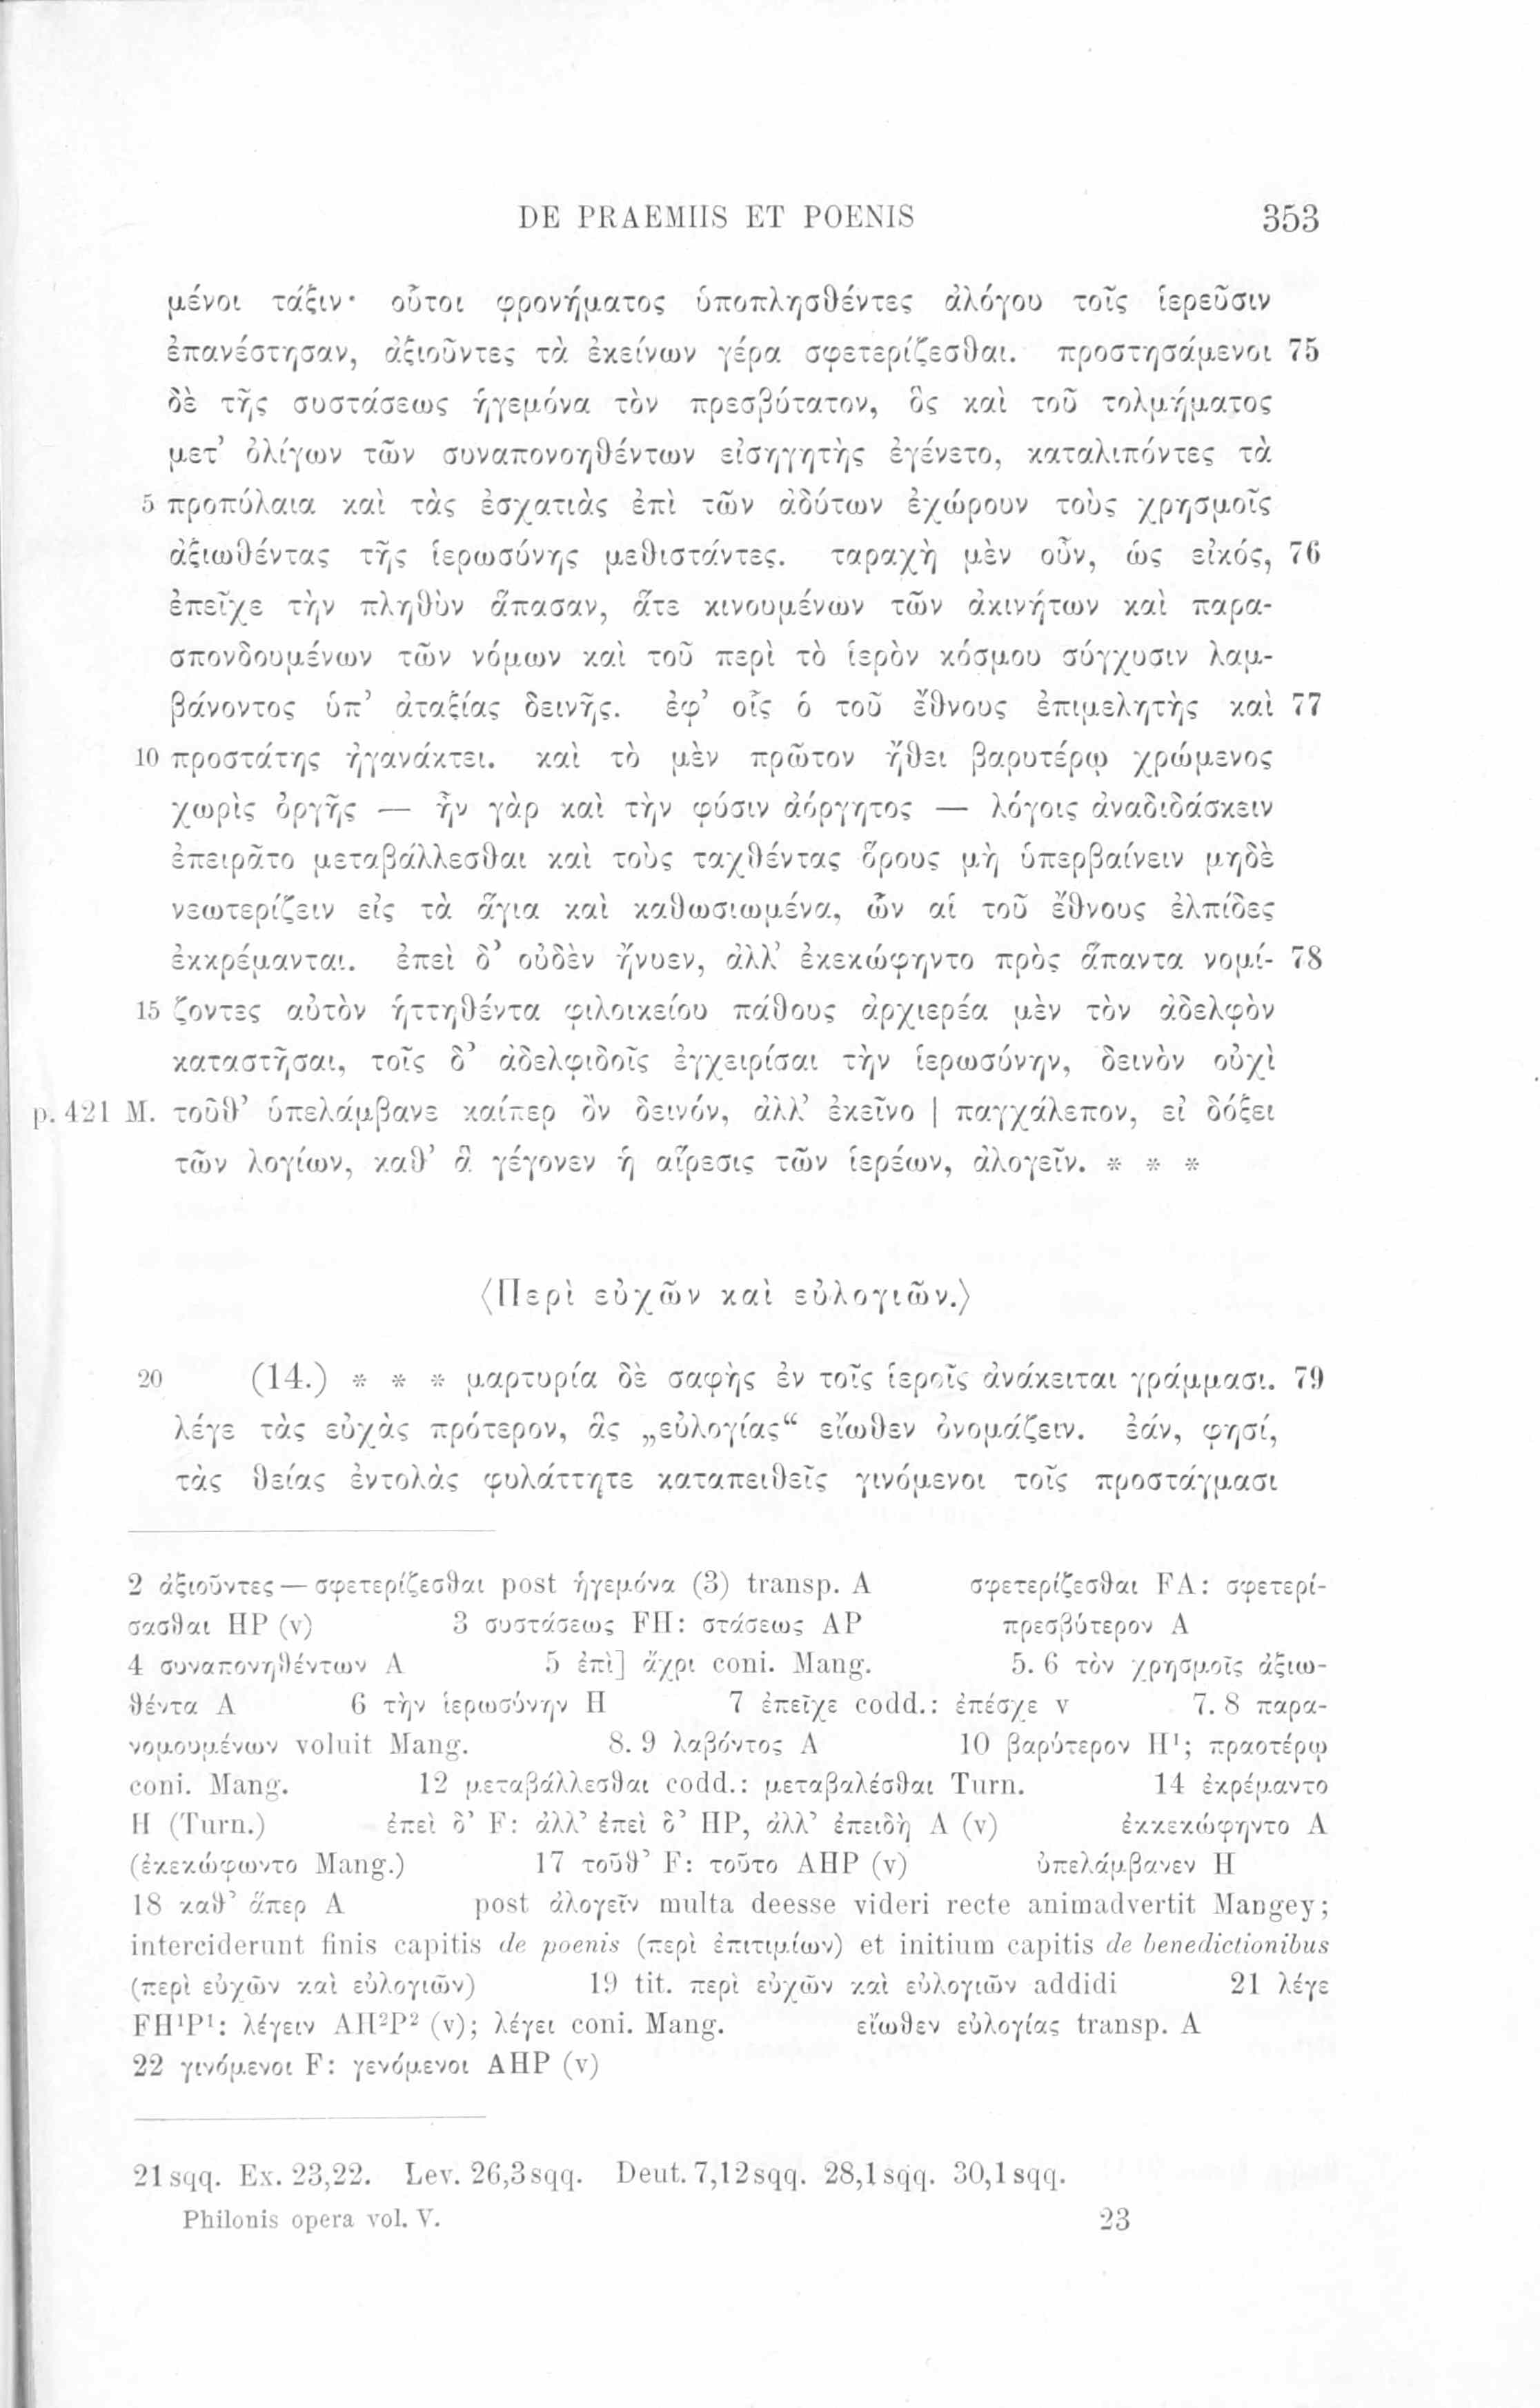 DE PRAEMIIS ET POENIS 353
μένοι τάξιν· οὗτοι φρονήματος ὑποπλησθέντες ἀλόγου τοῖς ἱερεῦσιν
ἐπανέστησαν, ἀξιοῦντες τὰ ἐκείνων γέρα σφετερίζεσθαι. προστησάμενοι 75
δὲ τῆς συστάσεως ἡγεμόνα τὸν πρεσβύτατον, ὃς καὶ τοῦ τολμήματος
μετ’ ὀλίγων τῶν συναπονοηθέντων εἰσηγητὴς ἐγένετο, καταλιπόντες τὰ
5 προπύλαια καὶ τὰς ἐσχατιὰς ἐπὶ τῶν ἀδύτων ἐχώρουν τοὺς χρησμοῖς
ἀξιωθέντας τῆς ἱερωσύνης μεθιστάντες. ταραχὴ μὲν οὖν, ὡς εἰκός, 76
ἐπεῖχε τὴν πληθὺν ἅπασαν, ἅτε κινουμένων τῶν ἀκινήτων καὶ παρα-
σπονδουμένων τῶν νόμων καὶ τοῦ περὶ τὸ ἱερὸν κόσμου σύγχυσιν λαμ-
βάνοντος ὑπ’ ἀταξίας δεινῆς. ἐφ’ οἷς ὁ τοῦ ἔθνους ἐπιμελητὴς καὶ 77
10 προστάτης ἠγανάκτει. καὶ τὸ μὲν πρῶτον ἤθει βαρυτέρῳ χρώμενος
χωρὶς ὀργῆς — ἦν γὰρ καὶ τὴν φύσιν ἀόργητος — λόγοις ἀναδιδάσκειν
ἐπειρᾶτο μεταβάλλεσθαι καὶ τοὺς ταχθέντας ὅρους μὴ ὑπερβαίνειν μηδὲ
νεωτερίζειν εἰς τὰ ἅγια καὶ καθωσιωμένα, ὧν αἱ τοῦ ἔθνους ἐλπίδες
ἐκκρέμανται. ἐπεὶ δ’ οὐδὲν ἤνυεν, ἀλλ’ ἐκεκώφηντο πρὸς ἅπαντα νομί- 78
15 ζοντες αὐτὸν ἡττηθέντα φιλοικείου πάθους ἀρχιερέα μὲν τὸν ἀδελφὸν
καταστῆσαι, τοῖς δ’ ἀδελφιδοῖς ἐγχειρίσαι τὴν ἱερωσύνην, δεινὸν οὐχὶ
p. 421 M. τοῦθ’ ὑπελάμβανε καίπερ ὂν δεινόν, ἀλλ’ ἐκεῖνο | παγχάλεπον, εἰ δόξει
τῶν λογίων, καθ’ ἃ γέγονεν ἡ αἵρεσις τῶν ἱερέων, ἀλογεῖν. * * *
⟨Περὶ εὐχῶν καὶ εὐλογιῶν.⟩
20 (14.) * * * μαρτυρία δὲ σαφὴς ἐν τοῖς ἱεροῖς ἀνάκειται γράμμασι. 79
λέγε τὰς εὐχὰς πρότερον, ἃς „εὐλογίας“ εἴωθεν ὀνομάζειν. ἐάν, φησί,
τὰς θείας ἐντολὰς φυλάττητε καταπειθεῖς γινόμενοι τοῖς προστάγμασι
2 ἀξιοῦντες — σφετερίζεσθαι post ἡγεμόνα (3) transp. A σφετερίζεσθαι FA: σφετερί-
σασθαι HP (v) 3 συστάσεως FH: στάσεως AP πρεσβύτερον A
4 συναπονηθέντων A 5 ἐπὶ] ἄχρι coni. Mang. 5. 6 τὸν χρησμοῖς ἀξιω-
θέντα A 6 τὴν ἱερωσύνην H 7 ἐπεῖχε codd.: ἐπέσχε v 7. 8 παρα-
νομουμένων voluit Mang. 8. 9 λαβόντος A 10 βαρύτερον H¹; πραοτέρῳ
coni. Mang. 12 μεταβάλλεσθαι codd.: μεταβαλέσθαι Turn. 14 ἐκρέμαντο
H (Turn.) ἐπεὶ δ’ F: ἀλλ’ ἐπεὶ δ’ HP, ἀλλ’ ἐπειδὴ A (v) ἐκκεκώφηντο A
(ἐκεκώφωντο Mang.) 17 τοῦθ’ F: τοῦτο AHP (v) ὑπελάμβανεν H
18 καθ’ ἅπερ A post ἀλογεῖν multa deesse videri recte animadvertit Mangey;
interciderunt finis capitis de poenis (περὶ ἐπιτιμίων) et initium capitis de benedictionibus
(περὶ εὐχῶν καὶ εὐλογιῶν) 19 tit. περὶ εὐχῶν καὶ εὐλογιῶν addidi 21 λέγε
FH¹P¹: λέγειν AH²P² (v); λέγει coni. Mang. εἴωθεν εὐλογίας transp. A
22 γινόμενοι F: γενόμενοι AHP (v)
21 sqq. Ex. 23,22. Lev. 26,3 sqq. Deut. 7,12 sqq. 28,1 sqq. 30,1 sqq.
Philonis opera vol. V. 23